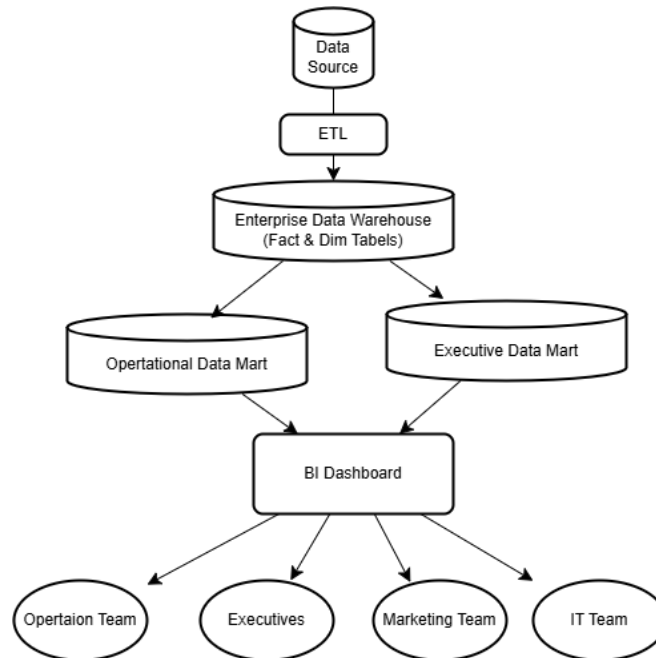 Data
Source
ETL
Enterprise Data Warehouse
(Fact & Dim Tabels)
Opertational Data Mart
Executive Data Mart
BI Dashboard
Opertaion Team
Executives
Marketing Team
IT Team